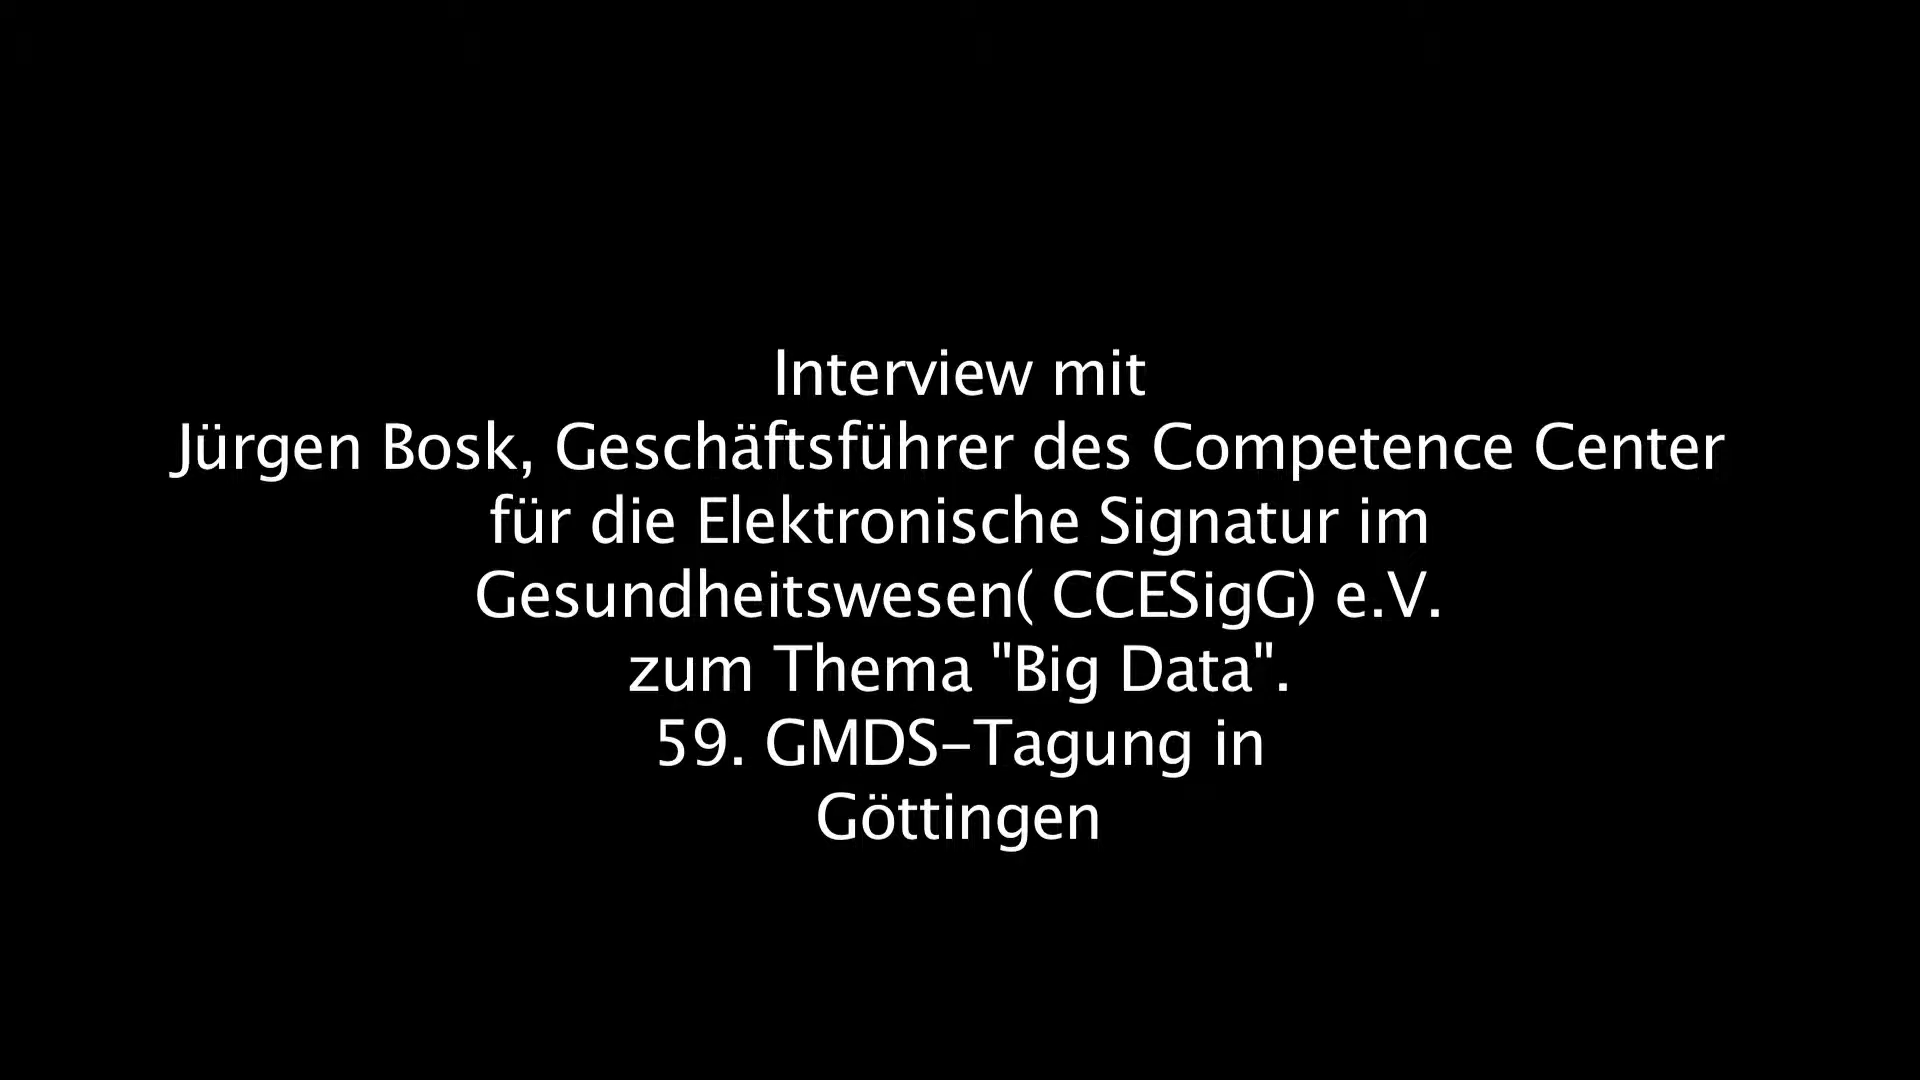 Interview mit
Jürgen Bosk, Geschäftsführer des Competence Center
für die Elektronische Signatur im
Gesundheitswesen( CCESigG) e.V.
zum Thema "Big Data".
59. GMDS-Tagung in
Göttingen